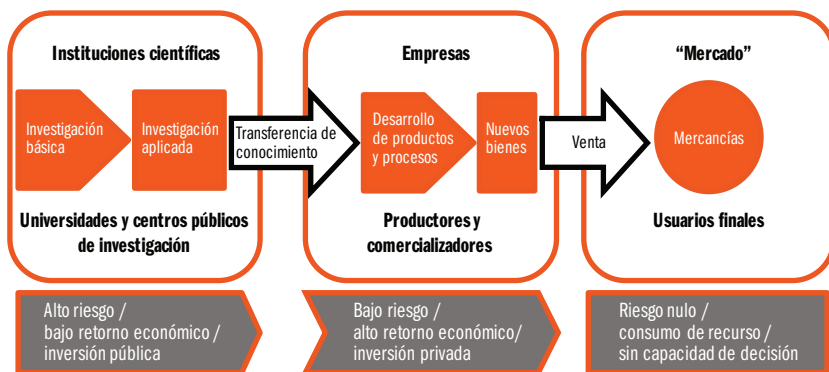 Instituciones científicas
Investigación
básica
Investigación
aplicada
Universidades y centros públicos
de investigación
Transferencia de
conocimiento
Empresas
Desarrollo
de productos
y procesos
Nuevos
bienes
Productores y
comercializadores
Venta
“Mercado”
Mercancías
Usuarios finales
Alto riesgo /
bajo retorno económico /
inversión pública
Bajo riesgo /
alto retorno económico/
inversión privada
Riesgo nulo /
consumo de recurso /
sin capacidad de decisión